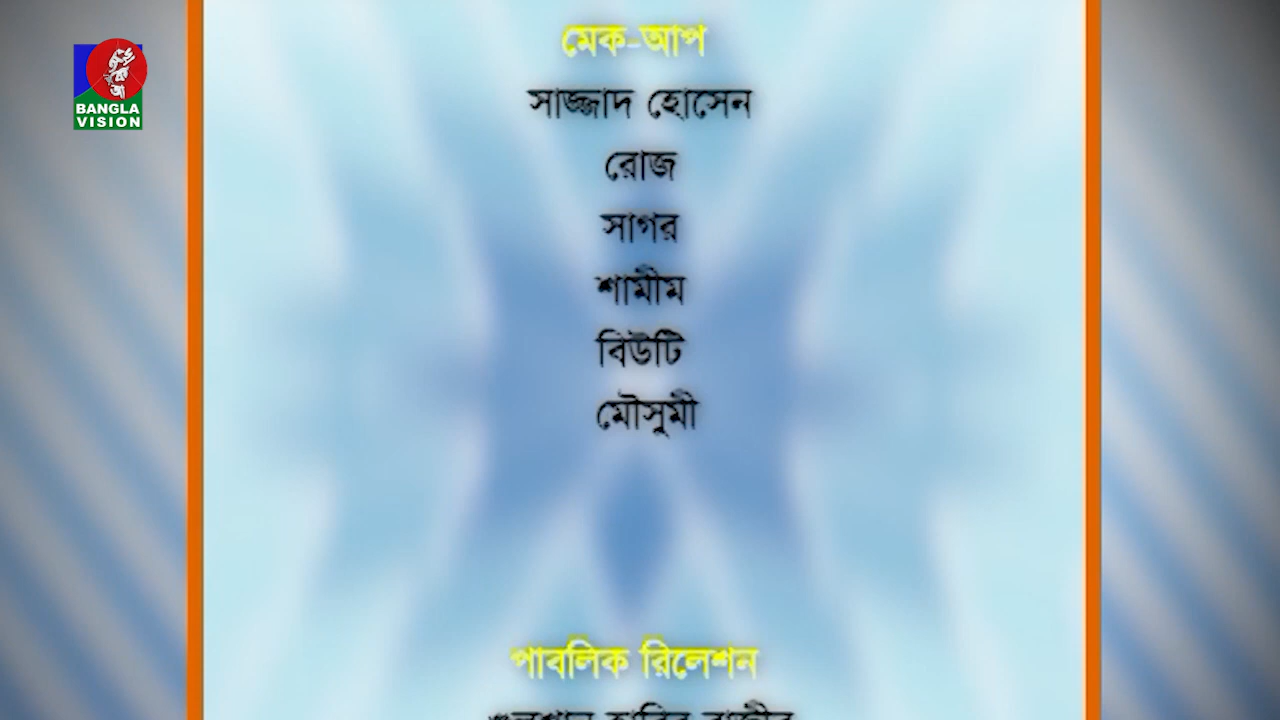 BANGLA
VISION
মেক-আপ
সাজ্জাদ হোসেন
রোজ
সাগর
শামীম
বিউটি
মৌসুমী
পাবলিক রিলেশন